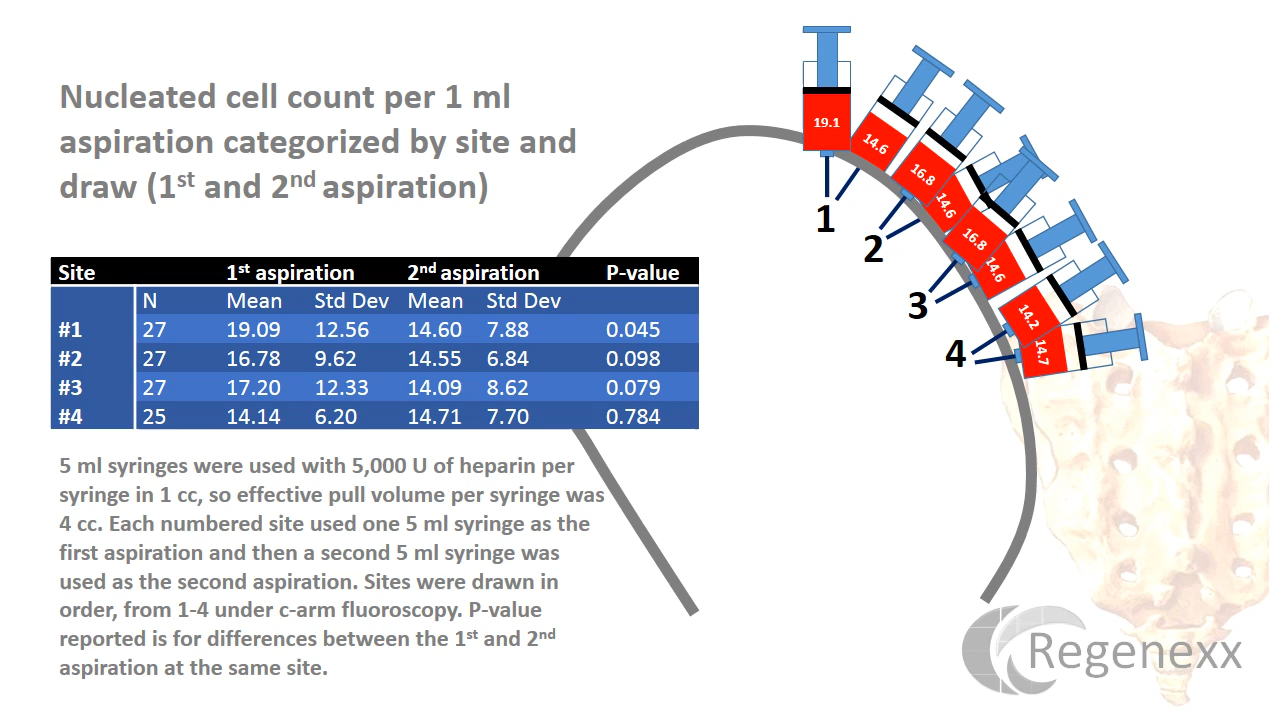 Nucleated cell count per 1 ml
aspiration categorized by site and
draw (1st and 2nd aspiration)
Site 1st aspiration 2nd aspiration P-value
N Mean Std Dev Mean Std Dev
#1 27 19.09 12.56 14.60 7.88 0.045
#2 27 16.78 9.62 14.55 6.84 0.098
#3 27 17.20 12.33 14.09 8.62 0.079
#4 25 14.14 6.20 14.71 7.70 0.784
5 ml syringes were used with 5,000 U of heparin per
syringe in 1 cc, so effective pull volume per syringe was
4 cc. Each numbered site used one 5 ml syringe as the
first aspiration and then a second 5 ml syringe was
used as the second aspiration. Sites were drawn in
order, from 1-4 under c-arm fluoroscopy. P-value
reported is for differences between the 1st and 2nd
aspiration at the same site.
19.1
14.6
16.8
14.6
16.8
14.6
14.2
14.7
1
2
3
4
Regenexx